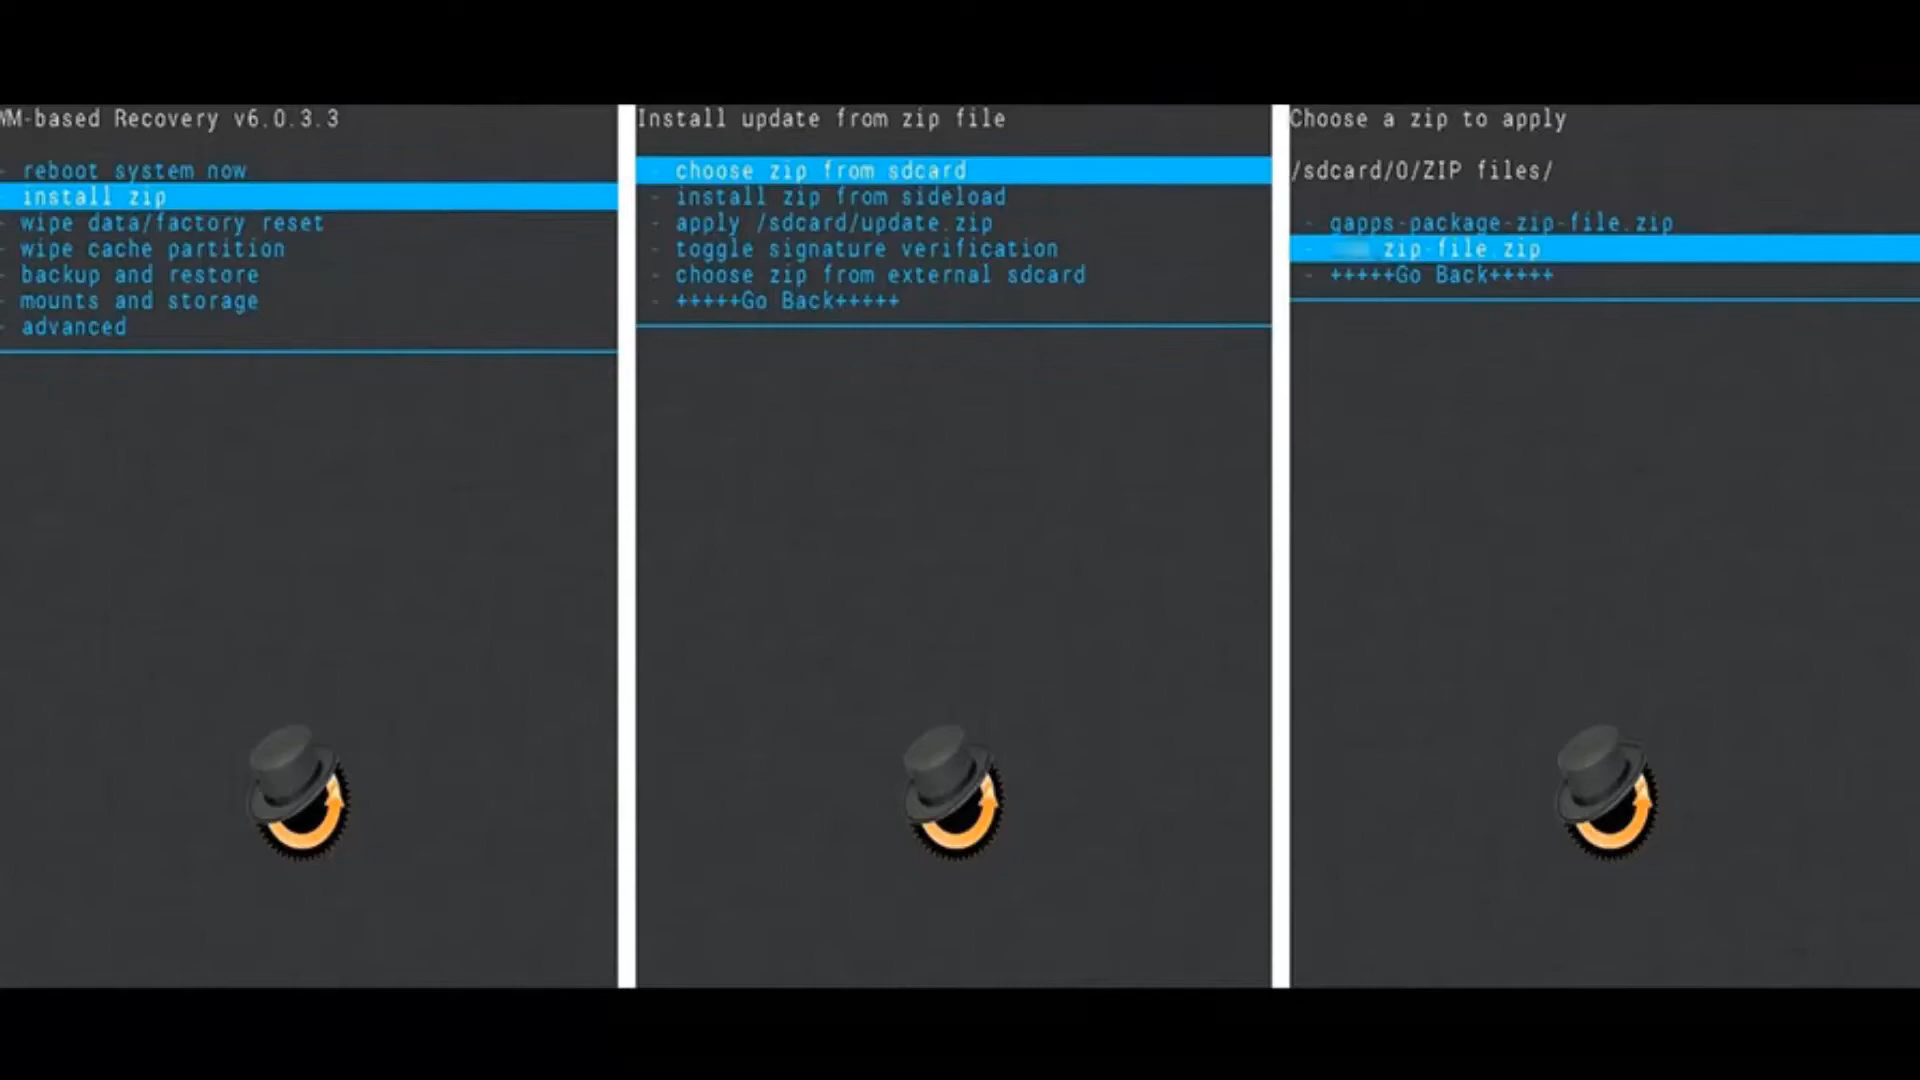 WM-based Recovery v6.0.3.3
- reboot system now
- install zip
- wipe data/factory reset
- wipe cache partition
- backup and restore
- mounts and storage
- advanced
Install update from zip file
- choose zip from sdcard
- install zip from sideload
- apply /sdcard/update.zip
- toggle signature verification
- choose zip from external sdcard
- +++++Go Back+++++
Choose a zip to apply
/sdcard/0/ZIP files/
- gapps-package-zip-file.zip
- zip-file.zip
- +++++Go Back+++++